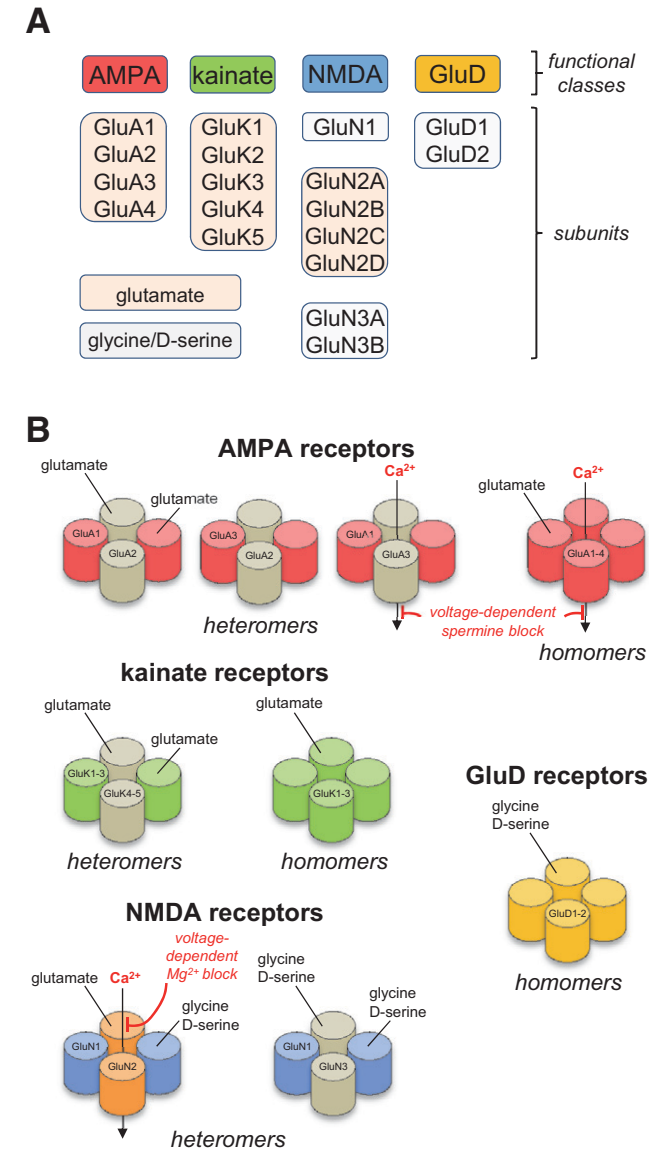 A
AMPA
kainate
NMDA
GluD
functional
classes
GluA1
GluA2
GluA3
GluA4
GluK1
GluK2
GluK3
GluK4
GluK5
GluN1
GluN2A
GluN2B
GluN2C
GluN2D
GluN3A
GluN3B
GluD1
GluD2
subunits
glutamate
glycine/D-serine
B
AMPA receptors
glutamate
glutamate
GluA1
GluA2
GluA3
GluA2
Ca²⁺
GluA1
GluA3
Ca²⁺
glutamate
GluA1-4
heteromers
voltage-dependent
spermine block
homomers
kainate receptors
glutamate
glutamate
GluK1-3
GluK4-5
heteromers
glutamate
GluK1-3
homomers
GluD receptors
glycine
D-serine
GluD1-2
homomers
NMDA receptors
voltage-
dependent
Mg²⁺ block
glutamate
Ca²⁺
glycine
D-serine
GluN1
GluN2
glycine
D-serine
glycine
D-serine
GluN1
GluN3
heteromers